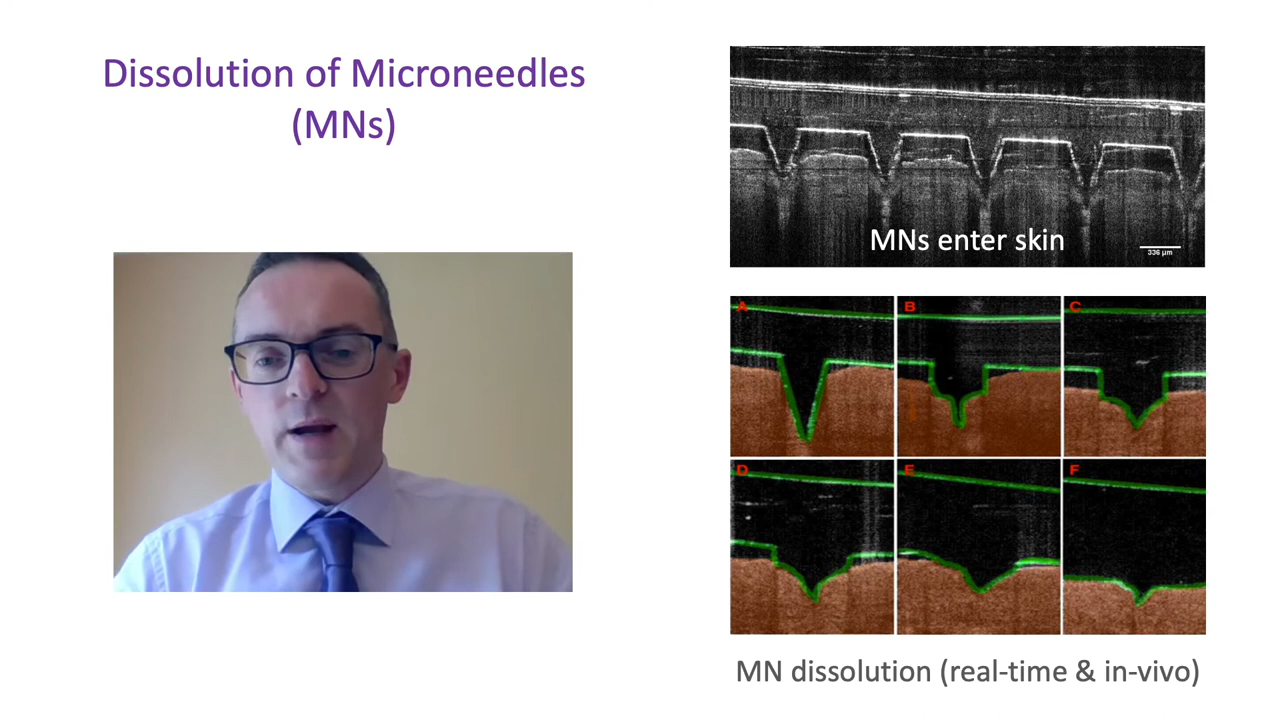 Dissolution of Microneedles
(MNs)
MNs enter skin
336 µm
A
B
C
D
E
F
MN dissolution (real-time & in-vivo)